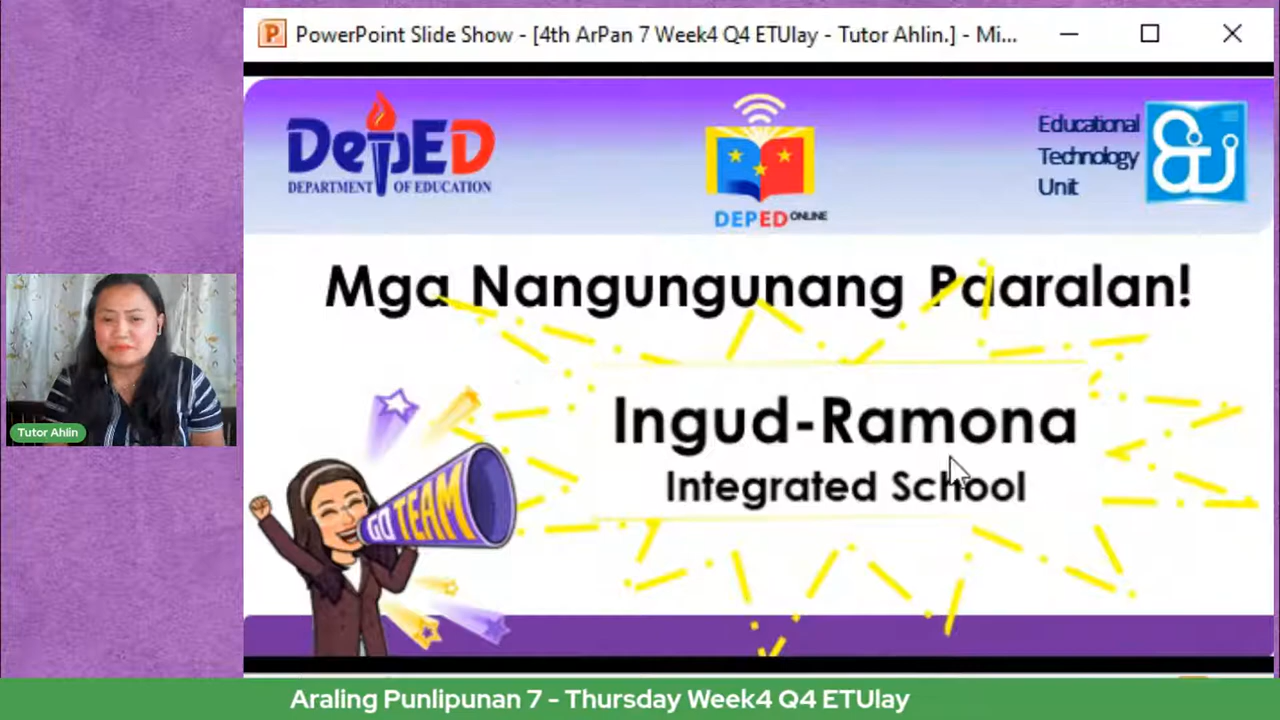 PowerPoint Slide Show - [4th ArPan 7 Week4 Q4 ETUlay - Tutor Ahlin.] - Mi...
DepED
DEPARTMENT OF EDUCATION
DEPED ONLINE
Educational
Technology
Unit
Mga Nangungunang Paaralan!
Ingud-Ramona
Integrated School
GO TEAM
Tutor Ahlin
Araling Punlipunan 7 - Thursday Week4 Q4 ETUlay